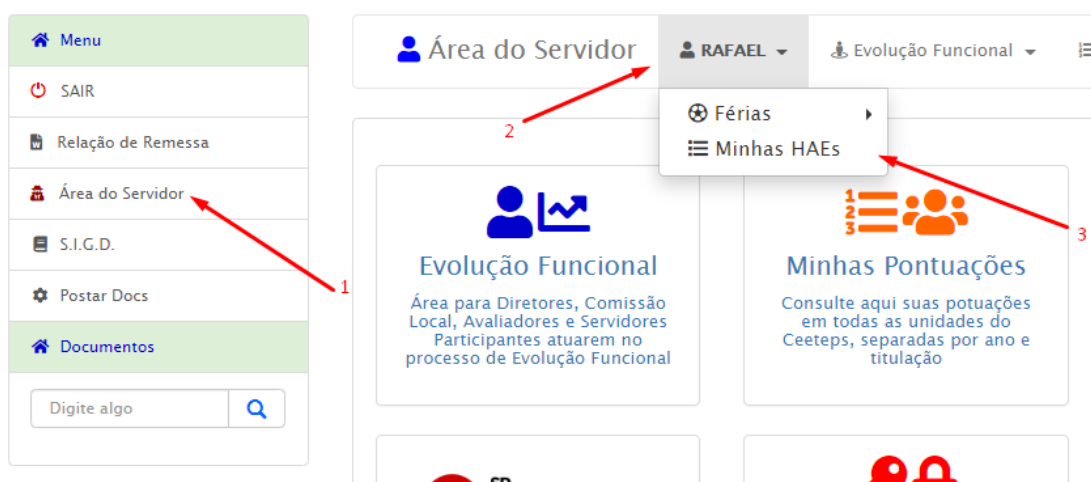 Menu
SAIR
Relação de Remessa
Área do Servidor
S.I.G.D.
Postar Docs
Documentos
Digite algo
1
Área do Servidor
RAFAEL
Evolução Funcional
2
Férias
Minhas HAEs
3
Evolução Funcional
Área para Diretores, Comissão
Local, Avaliadores e Servidores
Participantes atuarem no
processo de Evolução Funcional
1
2
3
Minhas Pontuações
Consulte aqui suas potuações
em todas as unidades do
Ceeteps, separadas por ano e
titulação